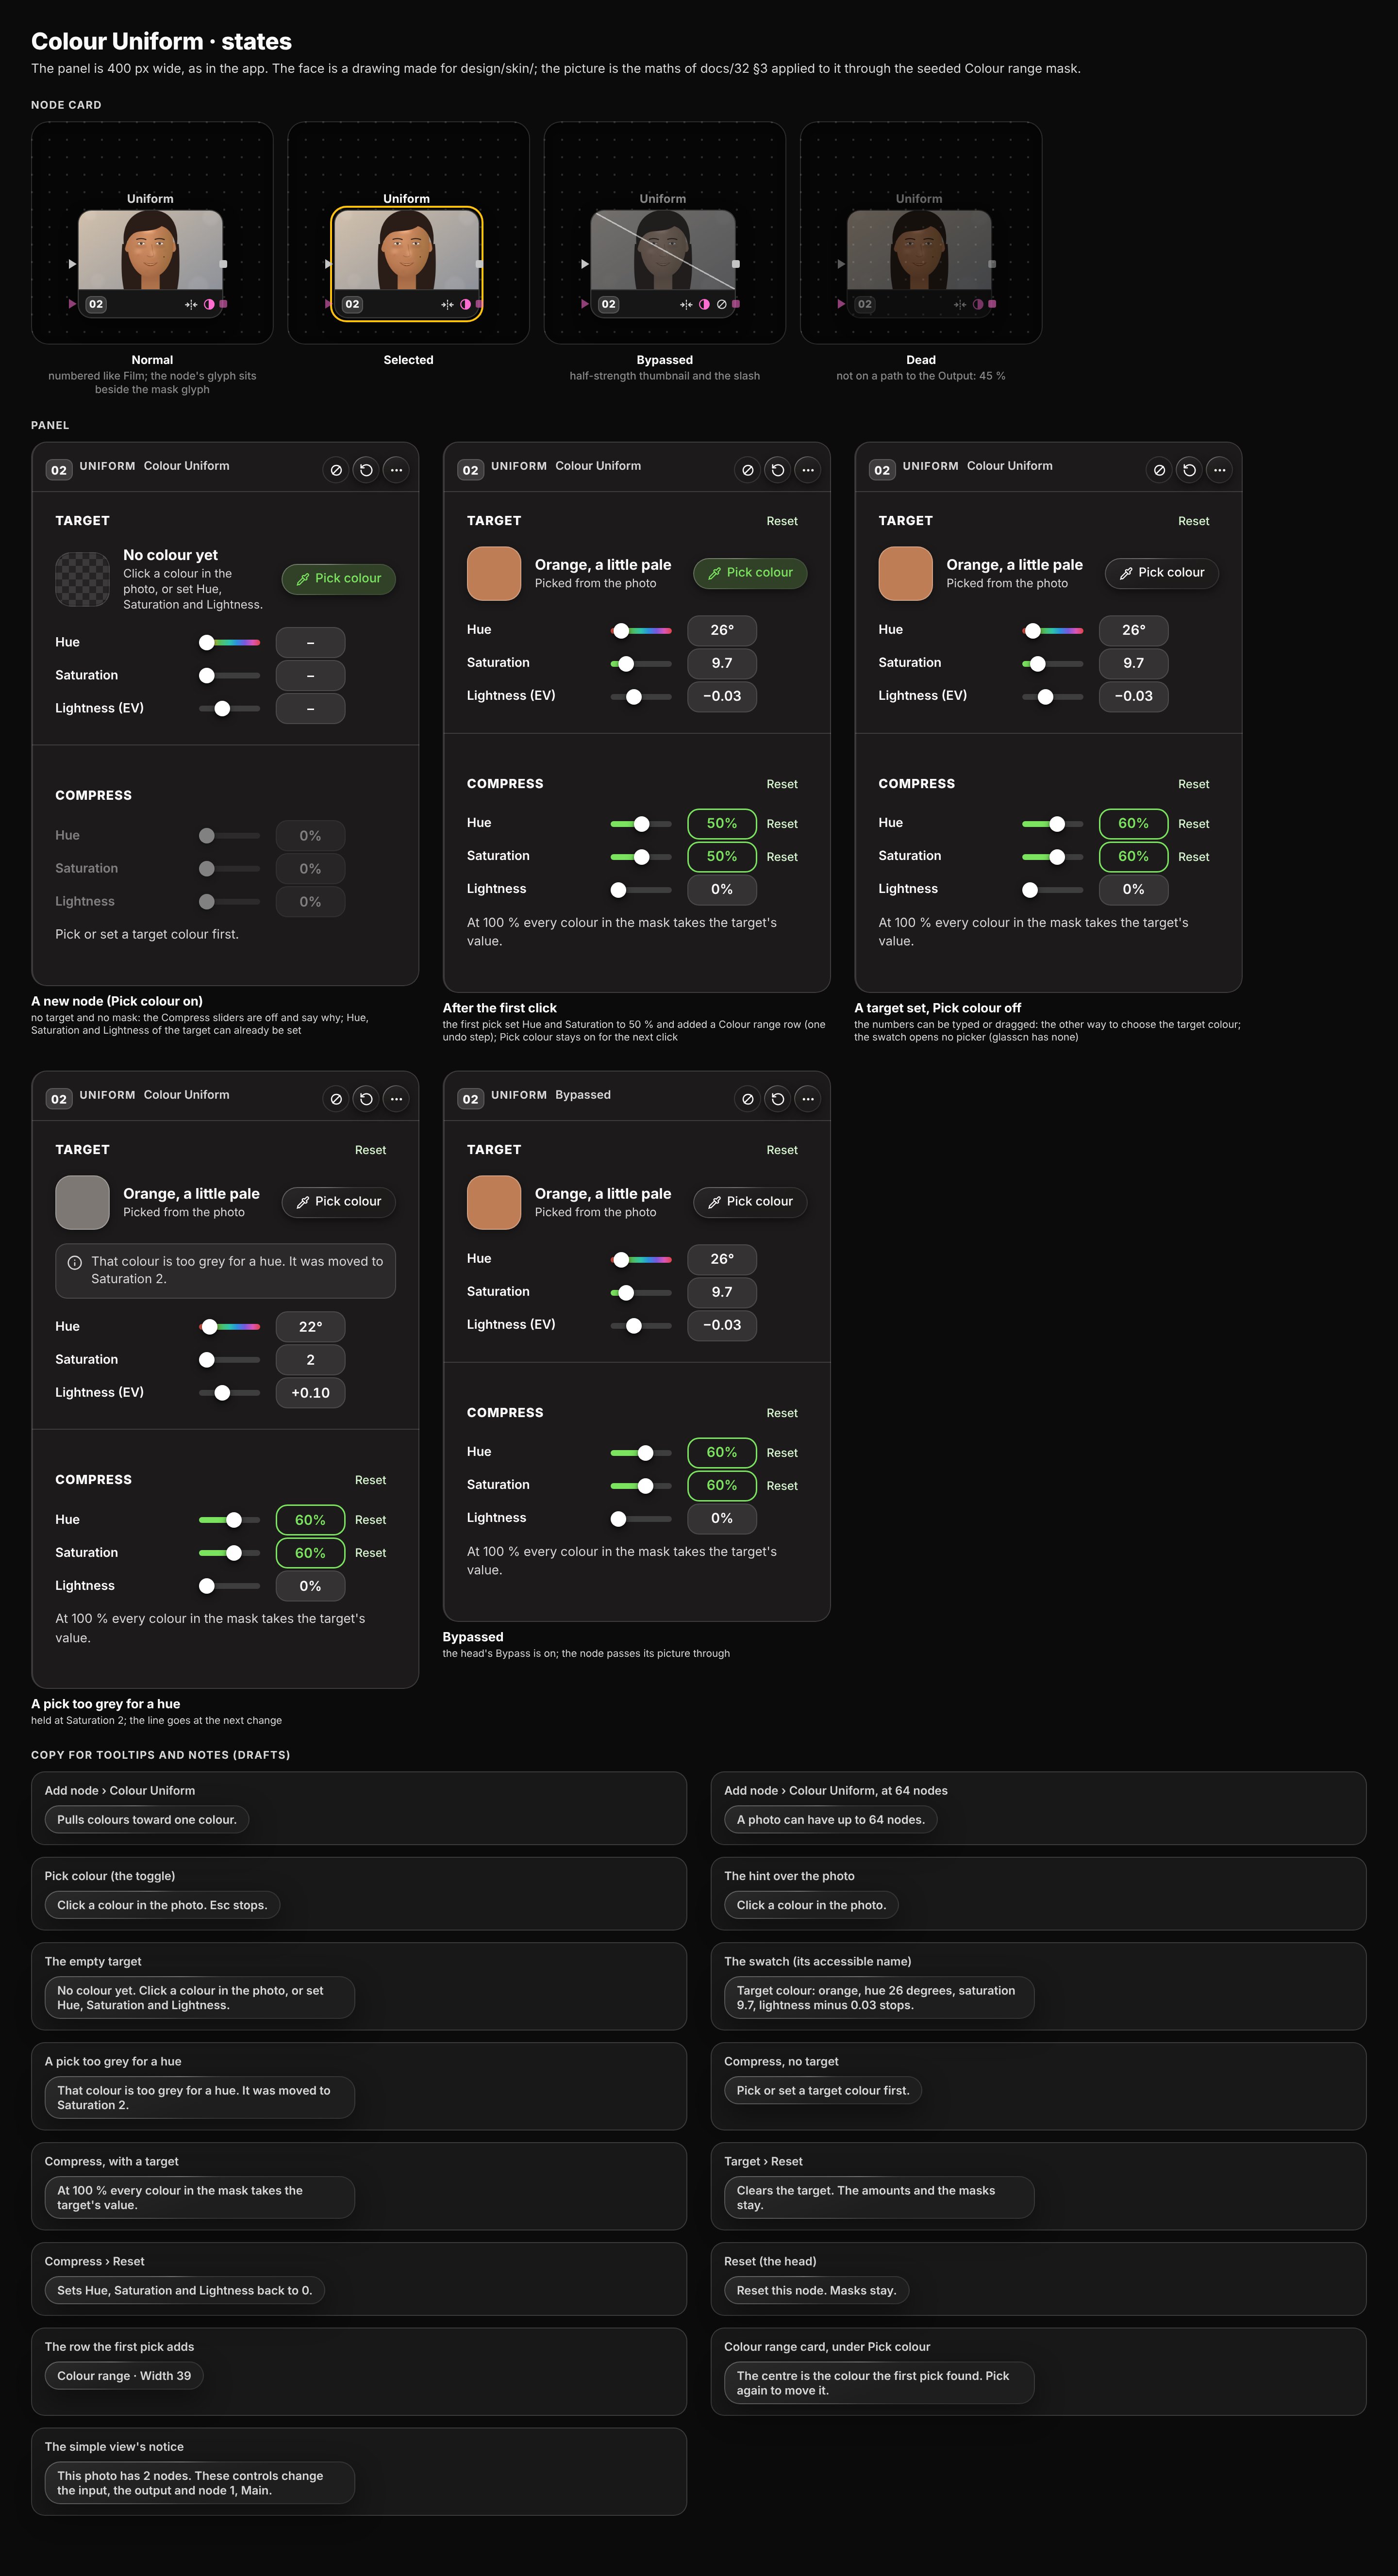 Colour Uniform · states
The panel is 400 px wide, as in the app. The face is a drawing made for design/skin/; the picture is the maths of docs/32 §3 applied to it through the seeded Colour range mask.
NODE CARD
Uniform
02
Normal
numbered like Film; the node's glyph sits
beside the mask glyph
Uniform
02
Selected
Uniform
02
Bypassed
half-strength thumbnail and the slash
Uniform
02
Dead
not on a path to the Output: 45 %
PANEL
02 UNIFORM Colour Uniform
TARGET
No colour yet
Click a colour in the
photo, or set Hue,
Saturation and Lightness.
Pick colour
Hue –
Saturation –
Lightness (EV) –
COMPRESS
Hue 0%
Saturation 0%
Lightness 0%
Pick or set a target colour first.
A new node (Pick colour on)
no target and no mask: the Compress sliders are off and say why; Hue,
Saturation and Lightness of the target can already be set
02 UNIFORM Colour Uniform
TARGET Reset
Orange, a little pale
Picked from the photo
Pick colour
Hue 26°
Saturation 9.7
Lightness (EV) −0.03
COMPRESS Reset
Hue 50% Reset
Saturation 50% Reset
Lightness 0%
At 100 % every colour in the mask takes the target's
value.
After the first click
the first pick set Hue and Saturation to 50 % and added a Colour range row (one
undo step); Pick colour stays on for the next click
02 UNIFORM Colour Uniform
TARGET Reset
Orange, a little pale
Picked from the photo
Pick colour
Hue 26°
Saturation 9.7
Lightness (EV) −0.03
COMPRESS Reset
Hue 60% Reset
Saturation 60% Reset
Lightness 0%
At 100 % every colour in the mask takes the target's
value.
A target set, Pick colour off
the numbers can be typed or dragged: the other way to choose the target colour;
the swatch opens no picker (glasscn has none)
02 UNIFORM Colour Uniform
TARGET Reset
Orange, a little pale
Picked from the photo
Pick colour
That colour is too grey for a hue. It was moved to
Saturation 2.
Hue 22°
Saturation 2
Lightness (EV) +0.10
COMPRESS Reset
Hue 60% Reset
Saturation 60% Reset
Lightness 0%
At 100 % every colour in the mask takes the target's
value.
A pick too grey for a hue
held at Saturation 2; the line goes at the next change
02 UNIFORM Bypassed
TARGET Reset
Orange, a little pale
Picked from the photo
Pick colour
Hue 26°
Saturation 9.7
Lightness (EV) −0.03
COMPRESS Reset
Hue 60% Reset
Saturation 60% Reset
Lightness 0%
At 100 % every colour in the mask takes the target's
value.
Bypassed
the head's Bypass is on; the node passes its picture through
COPY FOR TOOLTIPS AND NOTES (DRAFTS)
Add node › Colour Uniform
Pulls colours toward one colour.
Add node › Colour Uniform, at 64 nodes
A photo can have up to 64 nodes.
Pick colour (the toggle)
Click a colour in the photo. Esc stops.
The hint over the photo
Click a colour in the photo.
The empty target
No colour yet. Click a colour in the photo, or set
Hue, Saturation and Lightness.
The swatch (its accessible name)
Target colour: orange, hue 26 degrees, saturation
9.7, lightness minus 0.03 stops.
A pick too grey for a hue
That colour is too grey for a hue. It was moved to
Saturation 2.
Compress, no target
Pick or set a target colour first.
Compress, with a target
At 100 % every colour in the mask takes the
target's value.
Target › Reset
Clears the target. The amounts and the masks
stay.
Compress › Reset
Sets Hue, Saturation and Lightness back to 0.
Reset (the head)
Reset this node. Masks stay.
The row the first pick adds
Colour range · Width 39
Colour range card, under Pick colour
The centre is the colour the first pick found. Pick
again to move it.
The simple view's notice
This photo has 2 nodes. These controls change
the input, the output and node 1, Main.